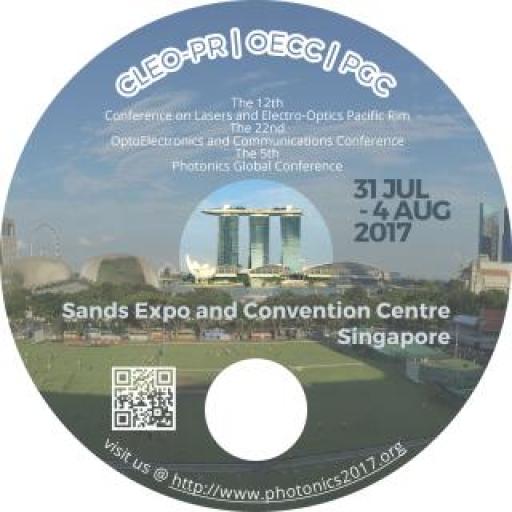 CLEO-PR | OECC | PGC
The 12th
Conference on Lasers and Electro-Optics Pacific Rim
The 22nd
OptoElectronics and Communications Conference
The 5th
Photonics Global Conference
31 JUL
- 4 AUG
2017
Sands Expo and Convention Centre
Singapore
visit us @ http://www.photonics2017.org